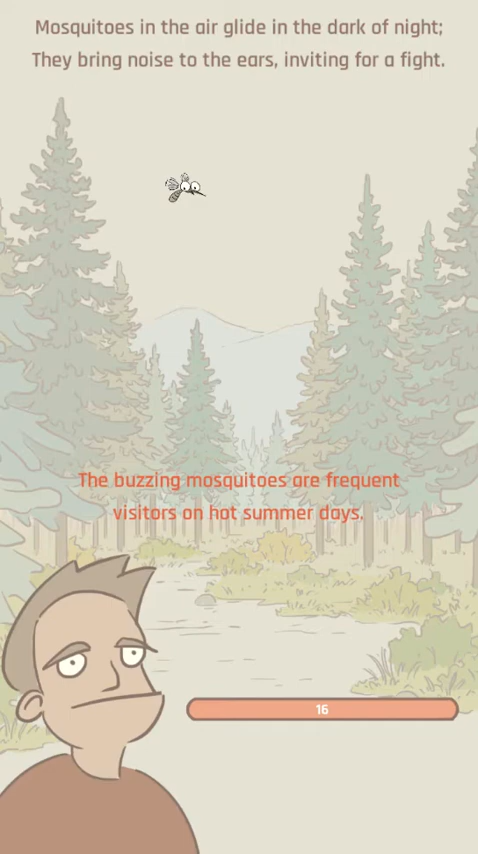 Mosquitoes in the air glide in the dark of night;
They bring noise to the ears, inviting for a fight.
The buzzing mosquitoes are frequent
visitors on hot summer days.
16